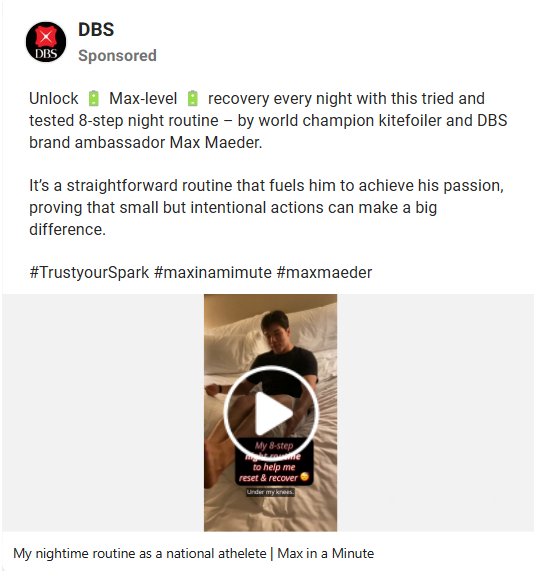 DBS
DBS
Sponsored
Unlock 🔋 Max-level 🔋 recovery every night with this tried and
tested 8-step night routine – by world champion kitefoiler and DBS
brand ambassador Max Maeder.
It's a straightforward routine that fuels him to achieve his passion,
proving that small but intentional actions can make a big
difference.
#TrustyourSpark #maxinamimute #maxmaeder
My 8-step
night routine
to help me
reset & recover 😴
Under my knees.
My nightime routine as a national athelete | Max in a Minute